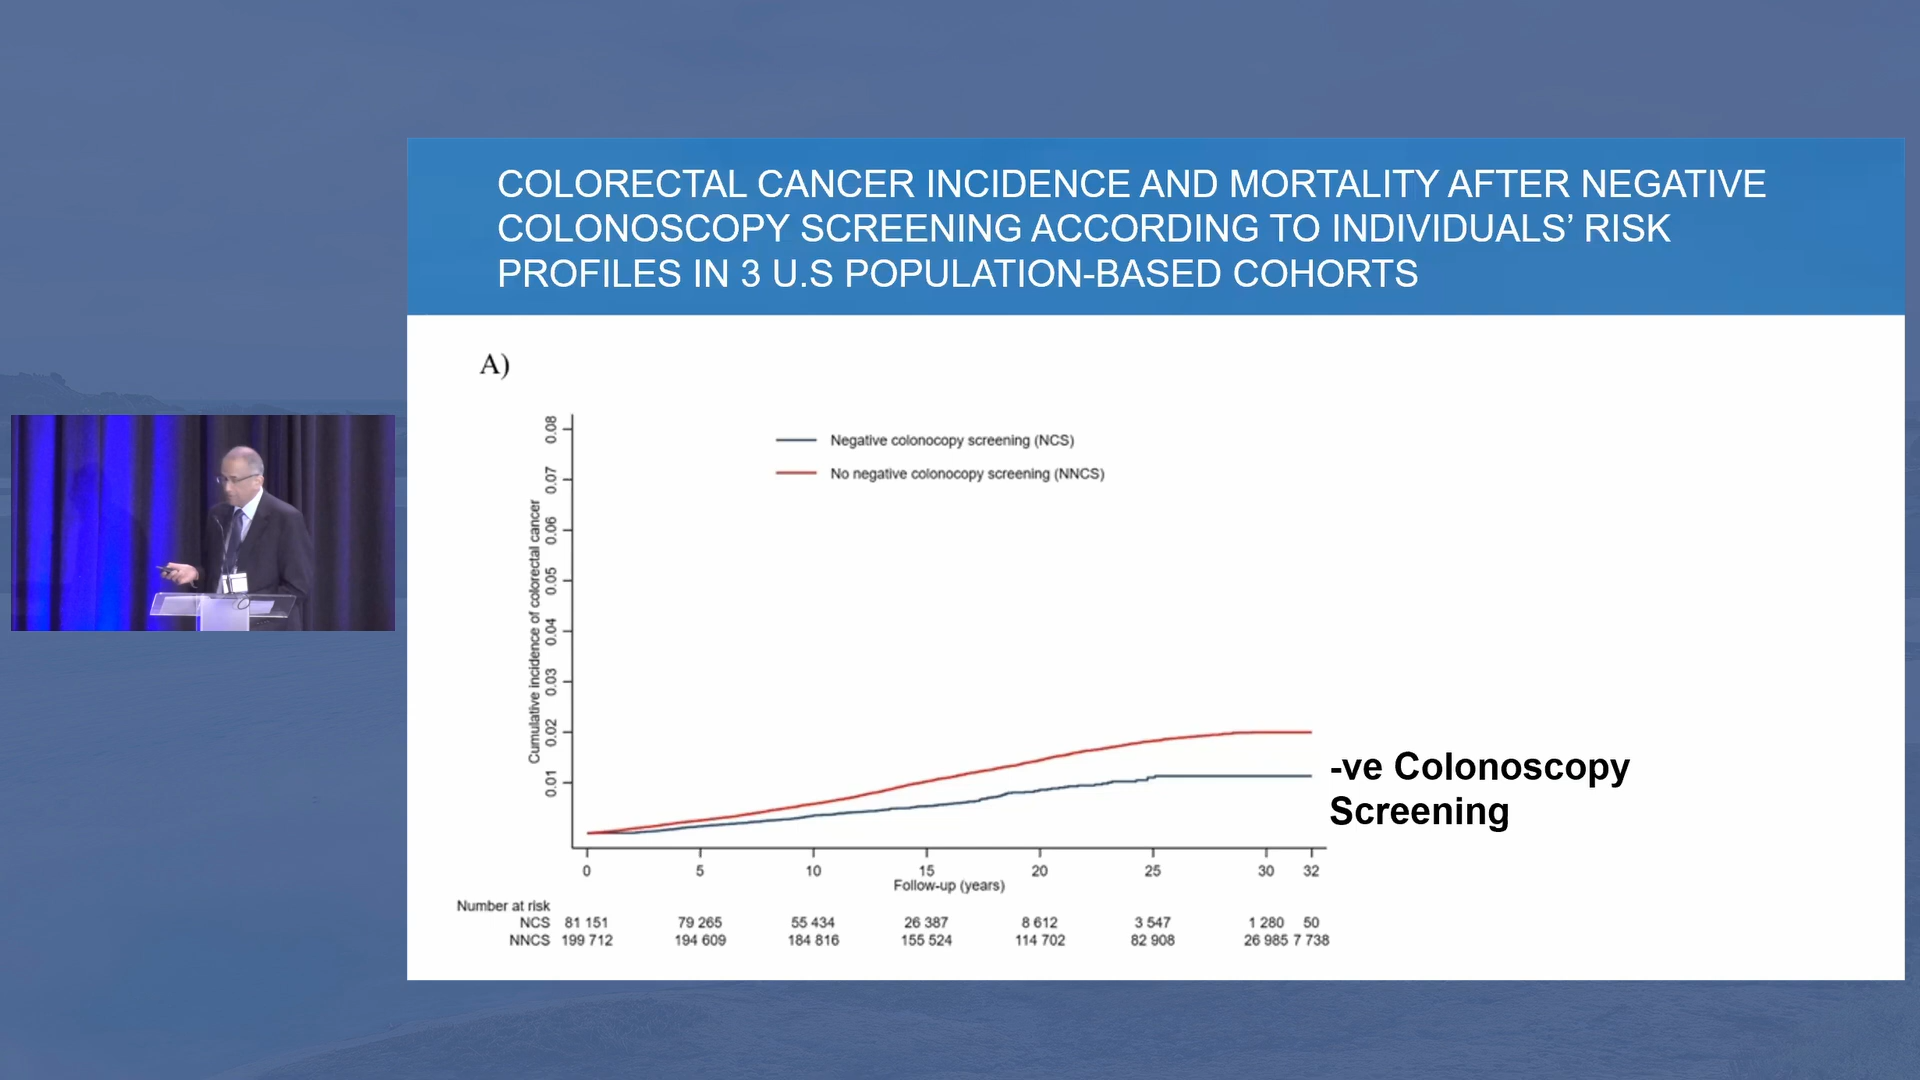 COLORECTAL CANCER INCIDENCE AND MORTALITY AFTER NEGATIVE
COLONOSCOPY SCREENING ACCORDING TO INDIVIDUALS’ RISK
PROFILES IN 3 U.S POPULATION-BASED COHORTS
A)
Cumulative incidence of colorectal cancer
0.08
0.07
0.06
0.05
0.04
0.03
0.02
0.01
Negative colonocopy screening (NCS)
No negative colonocopy screening (NNCS)
-ve Colonoscopy
Screening
0 5 10 15 20 25 30 32
Follow-up (years)
Number at risk
NCS 81 151 79 265 55 434 26 387 8 612 3 547 1 280 50
NNCS 199 712 194 609 184 816 155 524 114 702 82 908 26 985 7 738